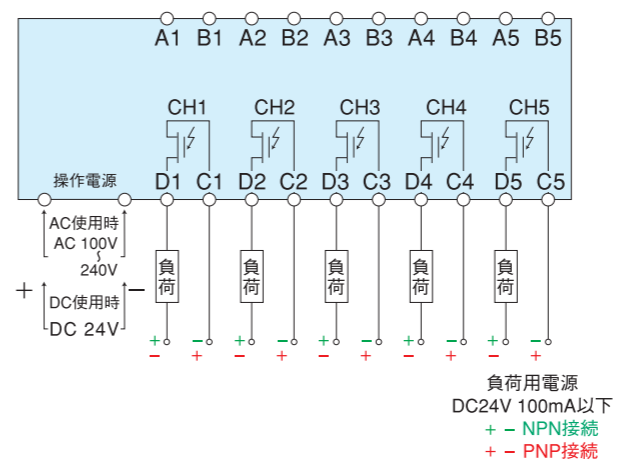 A1 B1 A2 B2 A3 B3 A4 B4 A5 B5
CH1 CH2 CH3 CH4 CH5
操作電源 D1 C1 D2 C2 D3 C3 D4 C4 D5 C5
AC使用時
AC 100V
~
240V
+ −
DC使用時
DC 24V
負荷 負荷 負荷 負荷 負荷
+ − + − + − + − + −
− + − + − + − + − +
負荷用電源
DC24V 100mA以下
+ − NPN接続
+ − PNP接続